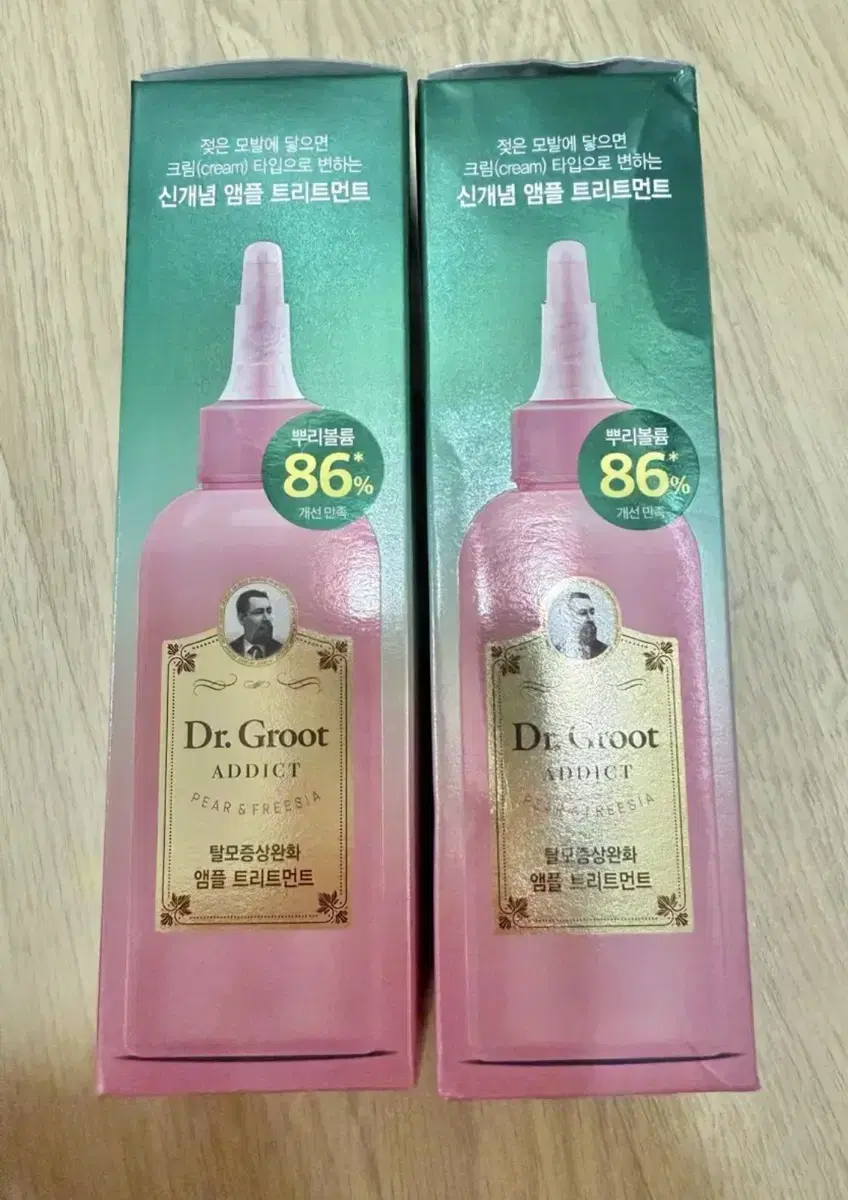 젖은 모발에 닿으면
크림(cream) 타입으로 변하는
신개념 앰플 트리트먼트
뿌리볼륨
86*%
개선 만족
Dr. Groot
ADDICT
PEAR & FREESIA
탈모증상완화
앰플 트리트먼트
젖은 모발에 닿으면
크림(cream) 타입으로 변하는
신개념 앰플 트리트먼트
뿌리볼륨
86*%
개선 만족
Dr. Groot
ADDICT
PEAR & FREESIA
탈모증상완화
앰플 트리트먼트